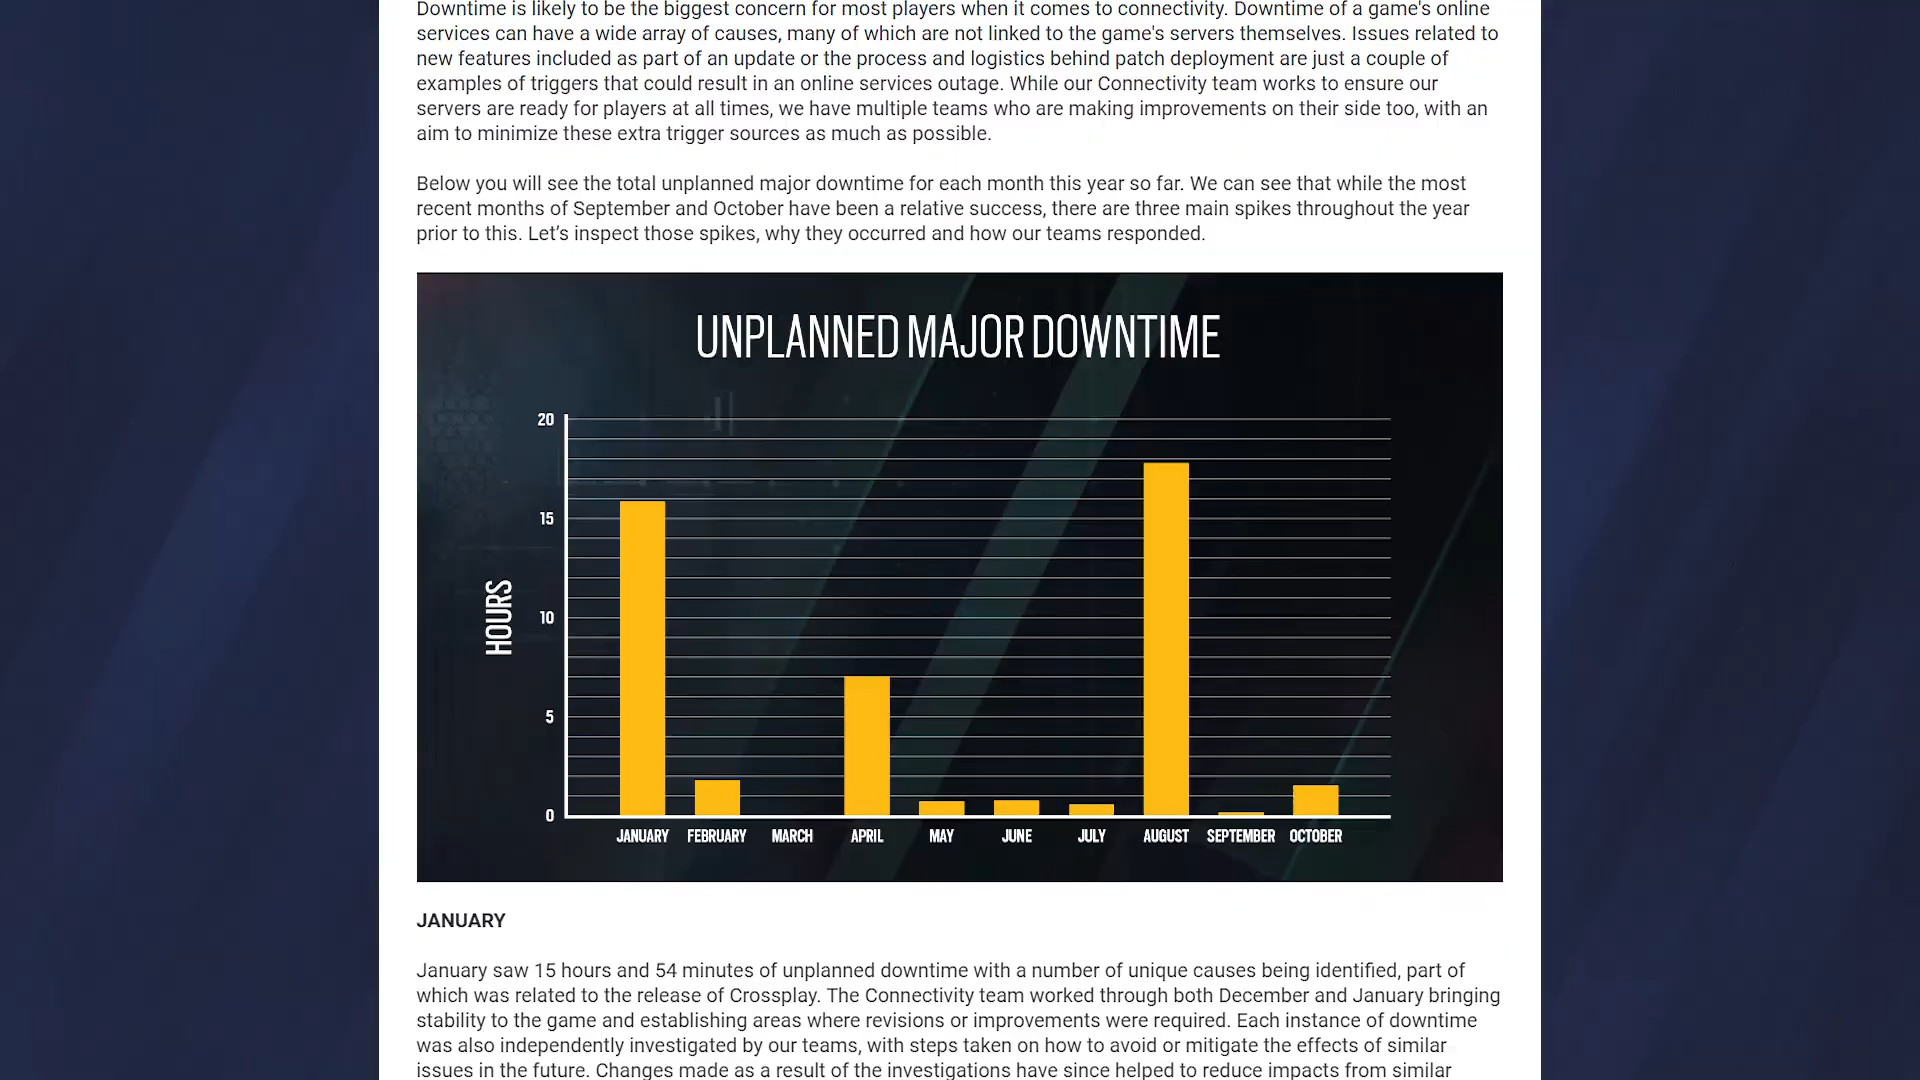 Downtime is likely to be the biggest concern for most players when it comes to connectivity. Downtime of a game's online
services can have a wide array of causes, many of which are not linked to the game's servers themselves. Issues related to
new features included as part of an update or the process and logistics behind patch deployment are just a couple of
examples of triggers that could result in an online services outage. While our Connectivity team works to ensure our
servers are ready for players at all times, we have multiple teams who are making improvements on their side too, with an
aim to minimize these extra trigger sources as much as possible.
Below you will see the total unplanned major downtime for each month this year so far. We can see that while the most
recent months of September and October have been a relative success, there are three main spikes throughout the year
prior to this. Let’s inspect those spikes, why they occurred and how our teams responded.
UNPLANNED MAJOR DOWNTIME
20
15
10
5
0
HOURS
JANUARY FEBRUARY MARCH APRIL MAY JUNE JULY AUGUST SEPTEMBER OCTOBER
JANUARY
January saw 15 hours and 54 minutes of unplanned downtime with a number of unique causes being identified, part of
which was related to the release of Crossplay. The Connectivity team worked through both December and January bringing
stability to the game and establishing areas where revisions or improvements were required. Each instance of downtime
was also independently investigated by our teams, with steps taken on how to avoid or mitigate the effects of similar
issues in the future. Changes made as a result of the investigations have since helped to reduce impacts from similar